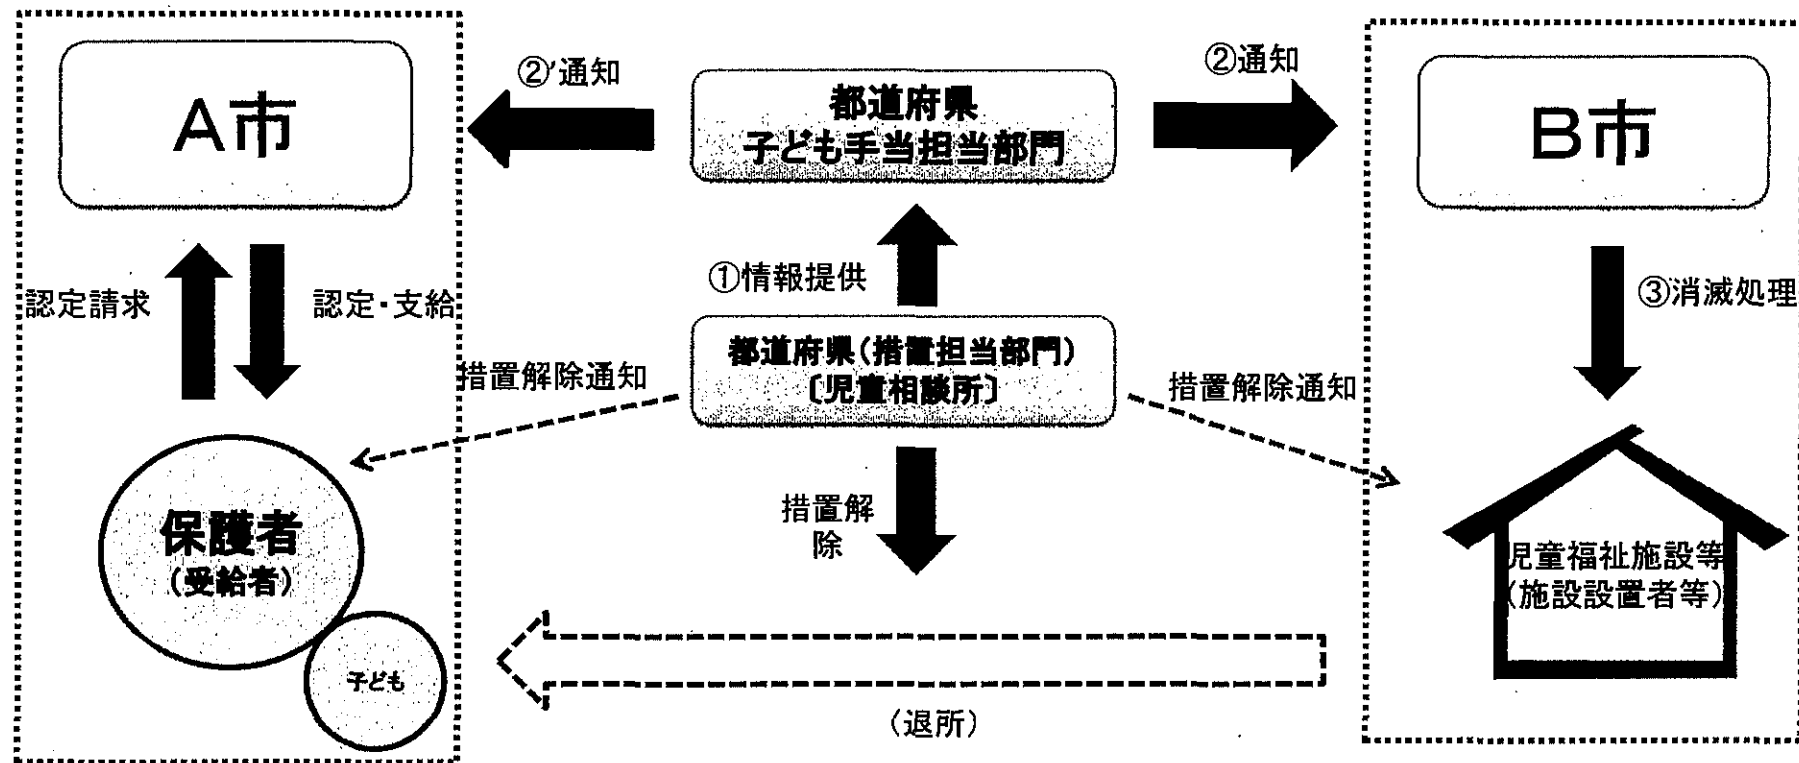 A市
②'通知
都道府県
子ども手当担当部門
②通知
B市
認定請求
認定・支給
①情報提供
③消滅処理
都道府県(措置担当部門)
〔児童相談所〕
措置解除通知
措置解除通知
保護者
(受給者)
子ども
措置解
除
児童福祉施設等
(施設設置者等)
(退所)